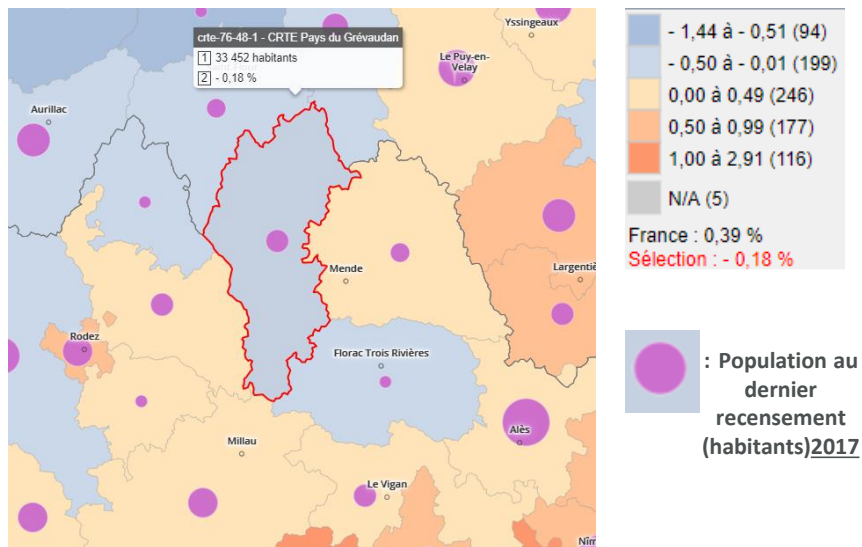 Yssingeaux
crte-76-48-1 - CRTE Pays du Grévaudan
1 33 452 habitants
2 - 0,18 %
Le Puy-en-
Velay
Aurillac
Mende
Largentiè
Rodez
Florac Trois Rivières
Alès
Millau
Le Vigan
Nîm
- 1,44 à - 0,51 (94)
- 0,50 à - 0,01 (199)
0,00 à 0,49 (246)
0,50 à 0,99 (177)
1,00 à 2,91 (116)
N/A (5)
France : 0,39 %
Sélection : - 0,18 %
: Population au
dernier
recensement
(habitants)2017